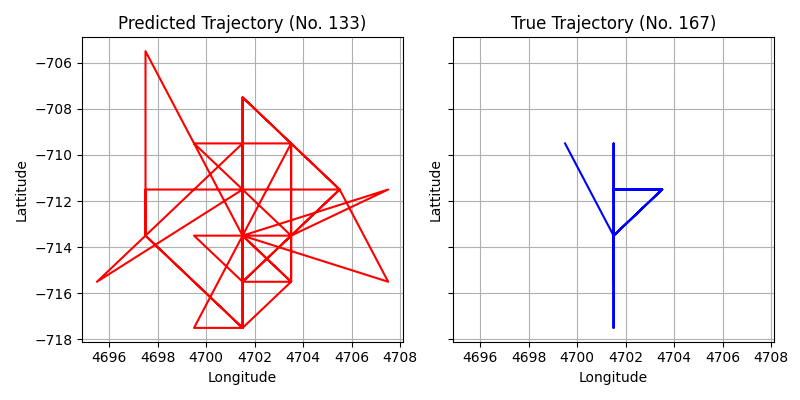 Predicted Trajectory (No. 133)
True Trajectory (No. 167)
−706
−708
−710
−712
−714
−716
−718
Lattitude
Lattitude
4696 4698 4700 4702 4704 4706 4708
4696 4698 4700 4702 4704 4706 4708
Longitude
Longitude